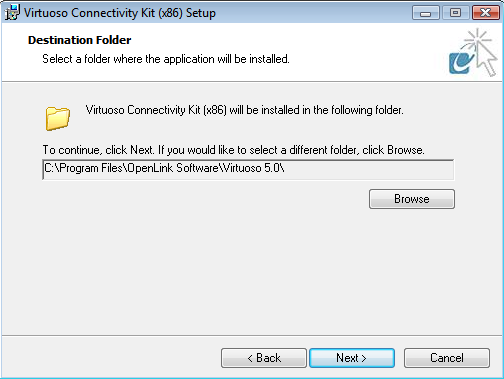 Virtuoso Connectivity Kit (x86) Setup
Destination Folder
Select a folder where the application will be installed.
Virtuoso Connectivity Kit (x86) will be installed in the following folder.
To continue, click Next. If you would like to select a different folder, click Browse.
C:\Program Files\OpenLink Software\Virtuoso 5.0\
Browse
< Back
Next >
Cancel